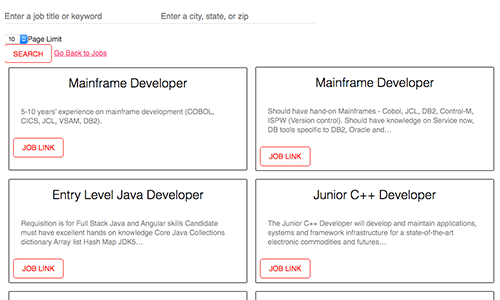 Enter a job title or keyword Enter a city, state, or zip
10 Page Limit
SEARCH Go Back to Jobs
Mainframe Developer
5-10 years' experience on mainframe development (COBOL,
CICS, JCL, VSAM, DB2).
JOB LINK
Mainframe Developer
Should have hand-on Mainframes - Cobol, JCL, DB2, Control-M,
ISPW (Version control). Should have knowledge on Service now,
DB tools specific to DB2, Oracle and...
JOB LINK
Entry Level Java Developer
Requisition is for Full Stack Java and Angular skills Candidate
must have excellent hands on knowledge Core Java Collections
dictionary Array list Hash Map JDK5...
JOB LINK
Junior C++ Developer
The Junior C++ Developer will develop and maintain applications,
systems and framework infrastructure for a state-of-the-art
electronic commodities and futures...
JOB LINK